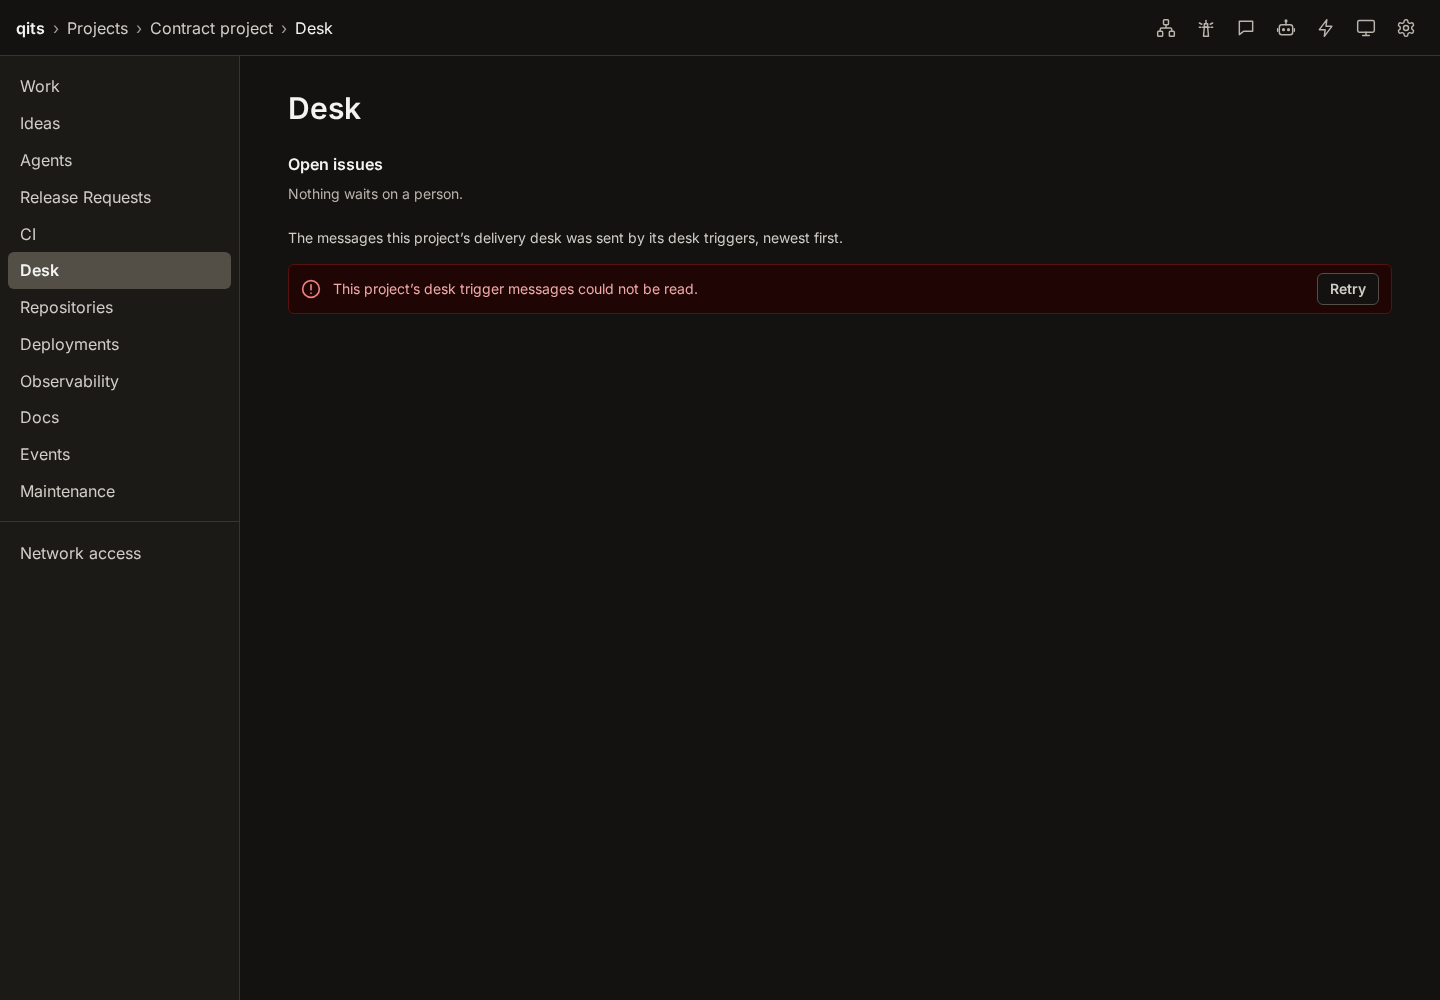 qits › Projects › Contract project › Desk
Work
Ideas
Agents
Release Requests
CI
Desk
Repositories
Deployments
Observability
Docs
Events
Maintenance
Network access
Desk
Open issues
Nothing waits on a person.
The messages this project’s delivery desk was sent by its desk triggers, newest first.
This project’s desk trigger messages could not be read.
Retry